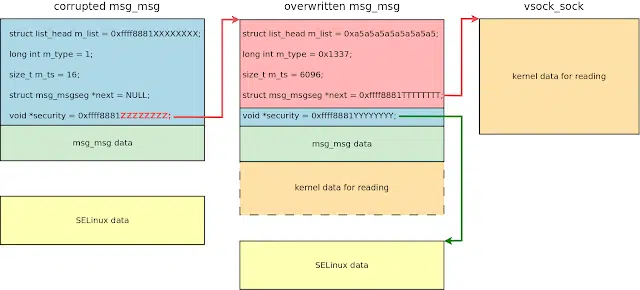 corrupted msg_msg
struct list_head m_list = 0xffff8881XXXXXXXX;
long int m_type = 1;
size_t m_ts = 16;
struct msg_msgseg *next = NULL;
void *security = 0xffff8881ZZZZZZZZ;
msg_msg data
SELinux data
overwritten msg_msg
struct list_head m_list = 0xa5a5a5a5a5a5a5a5;
long int m_type = 0x1337;
size_t m_ts = 6096;
struct msg_msgseg *next = 0xffff8881TTTTTTTT;
void *security = 0xffff8881YYYYYYYY;
msg_msg data
kernel data for reading
SELinux data
vsock_sock
kernel data for reading